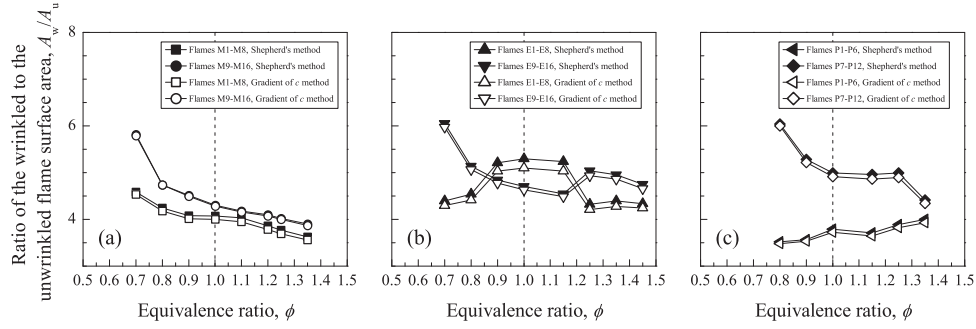 Ratio of the wrinkled to the
unwrinkled flame surface area, A_w/A_u
8
6
4
Flames M1-M8, Shepherd's method
Flames M9-M16, Shepherd's method
Flames M1-M8, Gradient of c method
Flames M9-M16, Gradient of c method
(a)
0.5 0.6 0.7 0.8 0.9 1.0 1.1 1.2 1.3 1.4 1.5
Equivalence ratio, ϕ
Flames E1-E8, Shepherd's method
Flames E9-E16, Shepherd's method
Flames E1-E8, Gradient of c method
Flames E9-E16, Gradient of c method
(b)
0.5 0.6 0.7 0.8 0.9 1.0 1.1 1.2 1.3 1.4 1.5
Equivalence ratio, ϕ
Flames P1-P6, Shepherd's method
Flames P7-P12, Shepherd's method
Flames P1-P6, Gradient of c method
Flames P7-P12, Gradient of c method
(c)
0.5 0.6 0.7 0.8 0.9 1.0 1.1 1.2 1.3 1.4 1.5
Equivalence ratio, ϕ